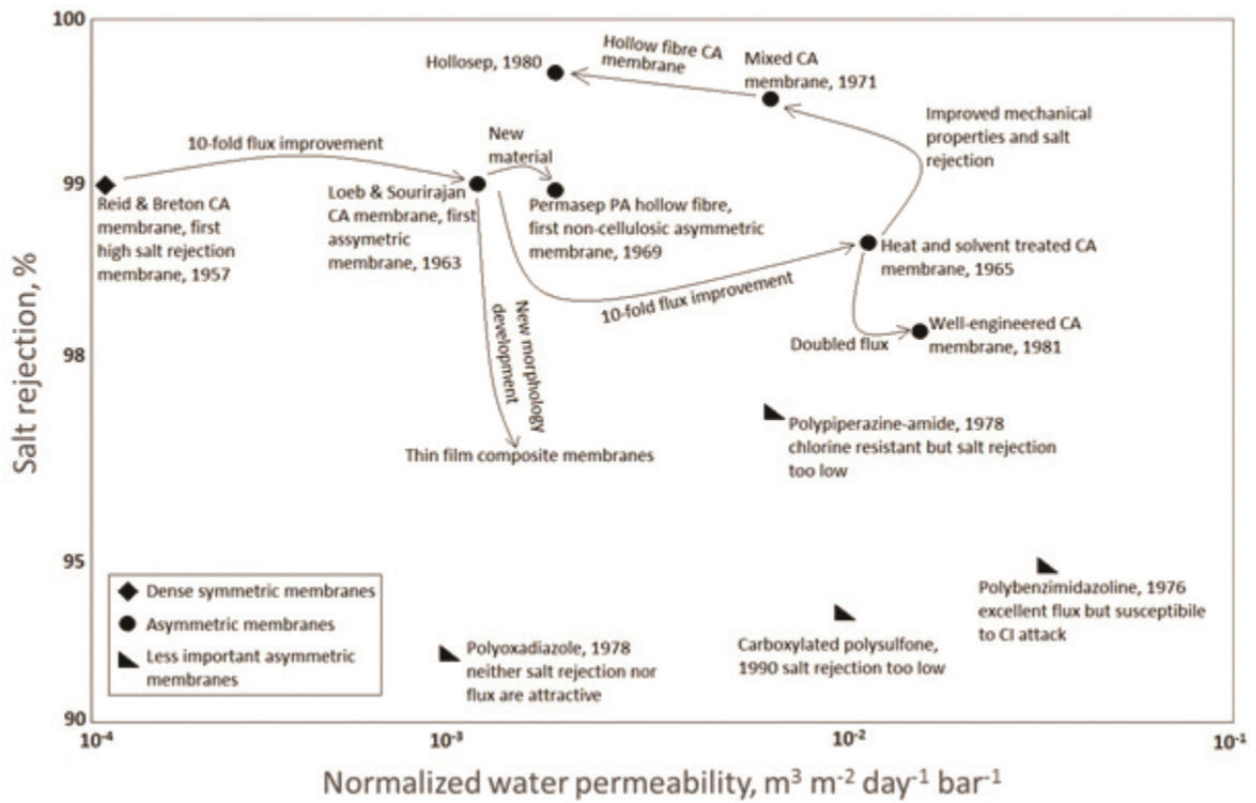 100
Hollosep, 1980
Hollow fibre CA
membrane
Mixed CA
membrane, 1971
Improved mechanical
properties and salt
rejection
10-fold flux improvement
New
material
99
Reid & Breton CA
membrane, first
high salt rejection
membrane, 1957
Loeb & Sourirajan
CA membrane, first
assymetric
membrane, 1963
Permasep PA hollow fibre,
first non-cellulosic asymmetric
membrane, 1969
Heat and solvent treated CA
membrane, 1965
10-fold flux improvement
New morphology
development
Doubled flux
Well-engineered CA
membrane, 1981
98
Thin film composite membranes
Polypiperazine-amide, 1978
chlorine resistant but salt rejection
too low
95
Polybenzimidazoline, 1976
excellent flux but susceptibile
to CI attack
Dense symmetric membranes
Asymmetric membranes
Less important asymmetric
membranes
Polyoxadiazole, 1978
neither salt rejection nor
flux are attractive
Carboxylated polysulfone,
1990 salt rejection too low
90
10⁻⁴
10⁻³
10⁻²
10⁻¹
Salt rejection, %
Normalized water permeability, m³ m⁻² day⁻¹ bar⁻¹